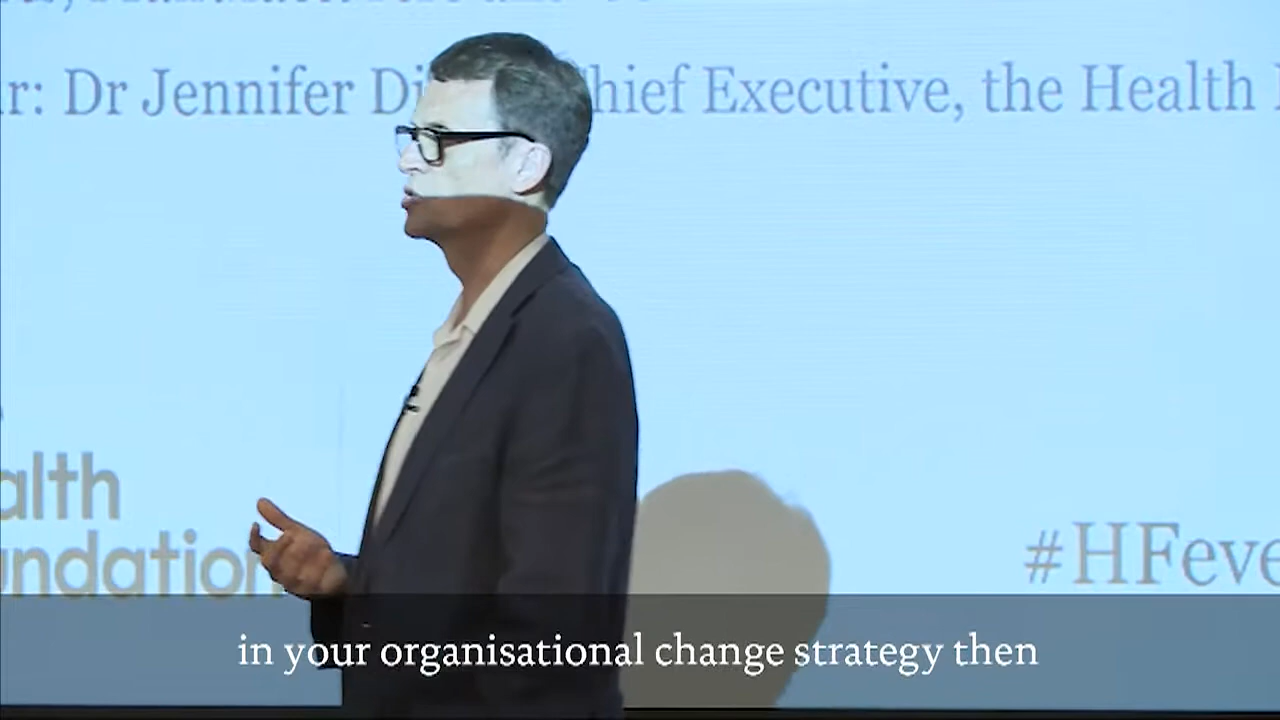 r: Dr Jennifer Di hief Executive, the Health
alth
undation
#HFeve
in your organisational change strategy then